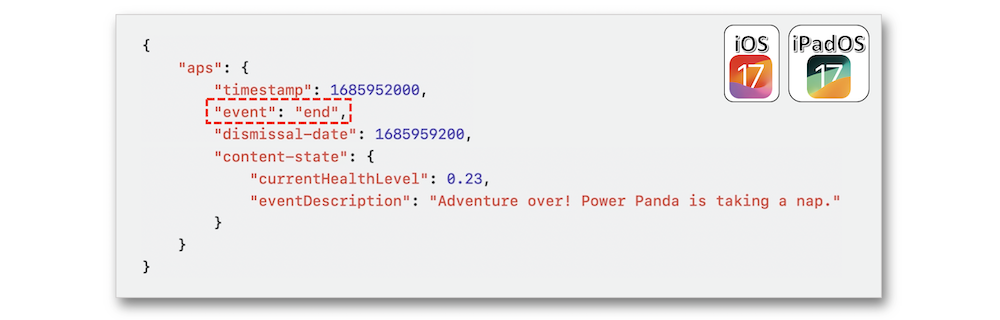 {
"aps": {
"timestamp": 1685952000,
"event": "end",
"dismissal-date": 1685959200,
"content-state": {
"currentHealthLevel": 0.23,
"eventDescription": "Adventure over! Power Panda is taking a nap."
}
}
}
iOS
17
iPadOS
17